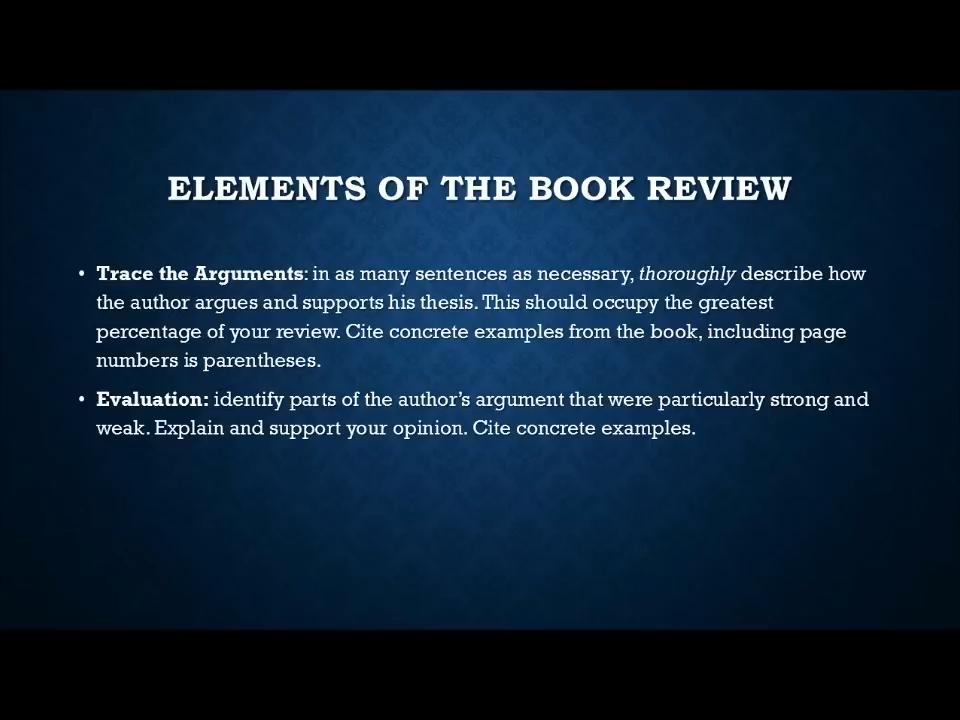 ELEMENTS OF THE BOOK REVIEW
• Trace the Arguments: in as many sentences as necessary, thoroughly describe how
the author argues and supports his thesis. This should occupy the greatest
percentage of your review. Cite concrete examples from the book, including page
numbers is parentheses.
• Evaluation: identify parts of the author's argument that were particularly strong and
weak. Explain and support your opinion. Cite concrete examples.